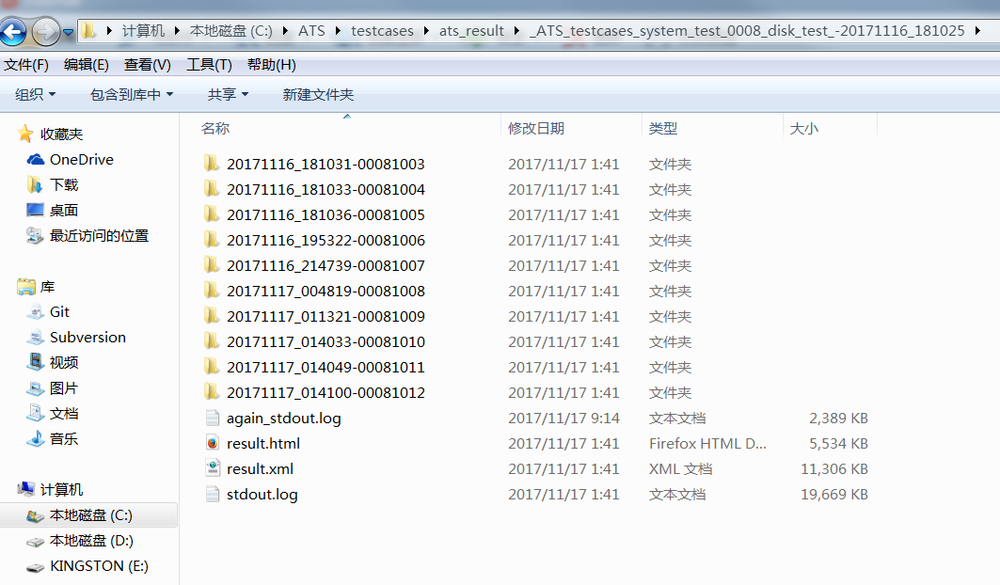 计算机 本地磁盘 (C:) ATS testcases ats_result _ATS_testcases_system_test_0008_disk_test_-20171116_181025
文件(F) 编辑(E) 查看(V) 工具(T) 帮助(H)
组织 包含到库中 共享 新建文件夹
收藏夹
OneDrive
下载
桌面
最近访问的位置
库
Git
Subversion
视频
图片
文档
音乐
计算机
本地磁盘 (C:)
本地磁盘 (D:)
KINGSTON (E:)
名称 修改日期 类型 大小
20171116_181031-00081003 2017/11/17 1:41 文件夹
20171116_181033-00081004 2017/11/17 1:41 文件夹
20171116_181036-00081005 2017/11/17 1:41 文件夹
20171116_195322-00081006 2017/11/17 1:41 文件夹
20171116_214739-00081007 2017/11/17 1:41 文件夹
20171117_004819-00081008 2017/11/17 1:41 文件夹
20171117_011321-00081009 2017/11/17 1:41 文件夹
20171117_014033-00081010 2017/11/17 1:41 文件夹
20171117_014049-00081011 2017/11/17 1:41 文件夹
20171117_014100-00081012 2017/11/17 1:41 文件夹
again_stdout.log 2017/11/17 9:14 文本文档 2,389 KB
result.html 2017/11/17 1:41 Firefox HTML D... 5,534 KB
result.xml 2017/11/17 1:41 XML 文档 11,306 KB
stdout.log 2017/11/17 1:41 文本文档 19,669 KB